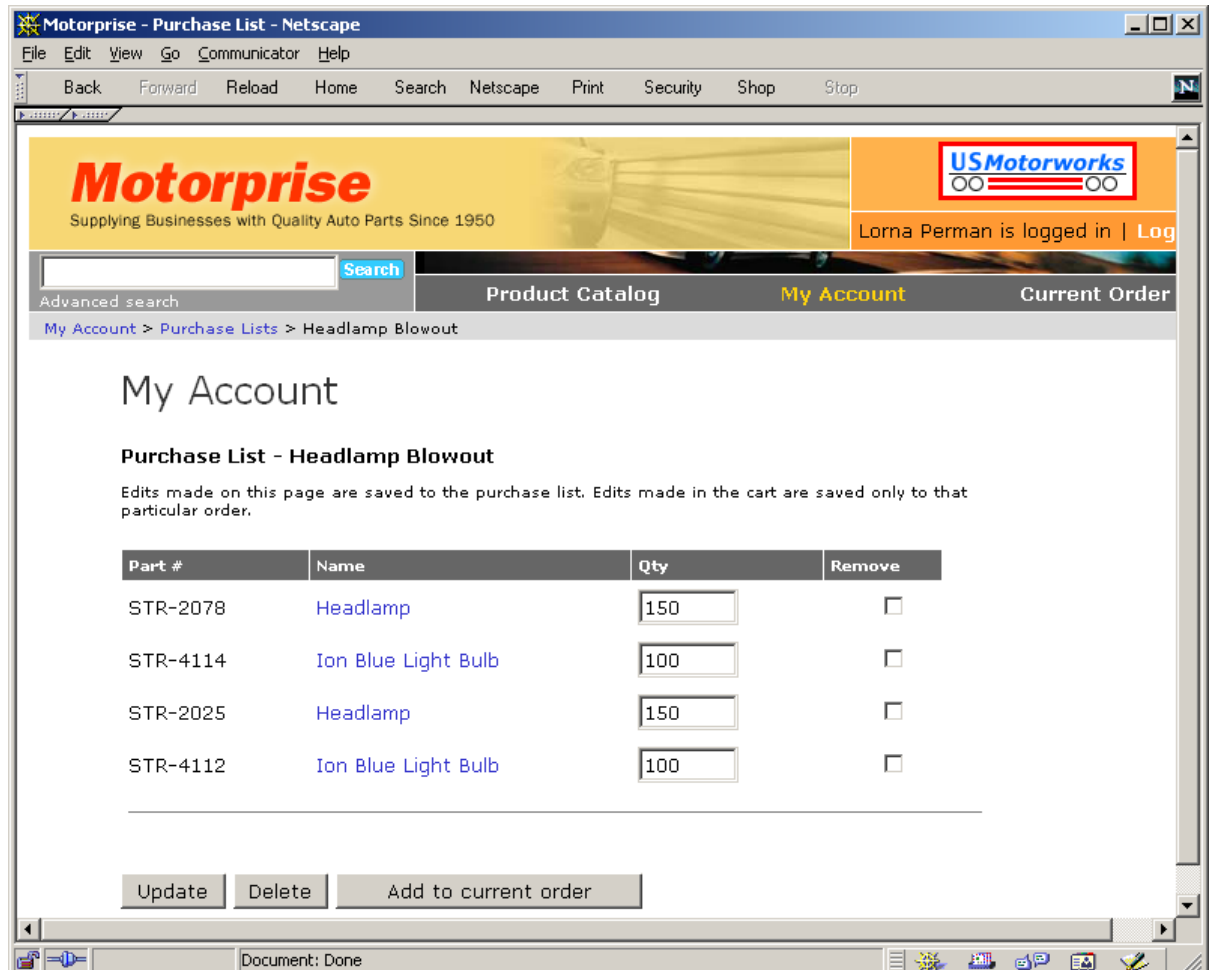 Motorprise - Purchase List - Netscape
File Edit View Go Communicator Help
Back Forward Reload Home Search Netscape Print Security Shop Stop
N
Motorprise
Supplying Businesses with Quality Auto Parts Since 1950
USMotorworks
Lorna Perman is logged in | Log
Search
Advanced search
Product Catalog My Account Current Order
My Account > Purchase Lists > Headlamp Blowout
My Account
Purchase List - Headlamp Blowout
Edits made on this page are saved to the purchase list. Edits made in the cart are saved only to that
particular order.
Part # Name Qty Remove
STR-2078 Headlamp 150
STR-4114 Ion Blue Light Bulb 100
STR-2025 Headlamp 150
STR-4112 Ion Blue Light Bulb 100
Update Delete Add to current order
Document: Done